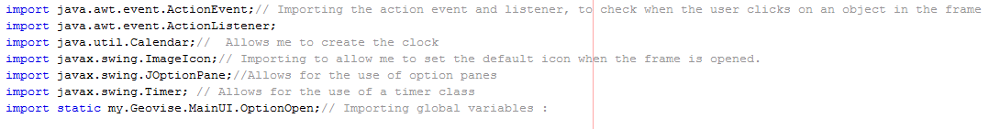 import java.awt.event.ActionEvent;// Importing the action event and listener, to check when the user clicks on an object in the frame
import java.awt.event.ActionListener;
import java.util.Calendar;//  Allows me to create the clock
import javax.swing.ImageIcon;// Importing to allow me to set the default icon when the frame is opened.
import javax.swing.JOptionPane;//Allows for the use of option panes
import javax.swing.Timer; // Allows for the use of a timer class
import static my.Geovise.MainUI.OptionOpen;// Importing global variables :